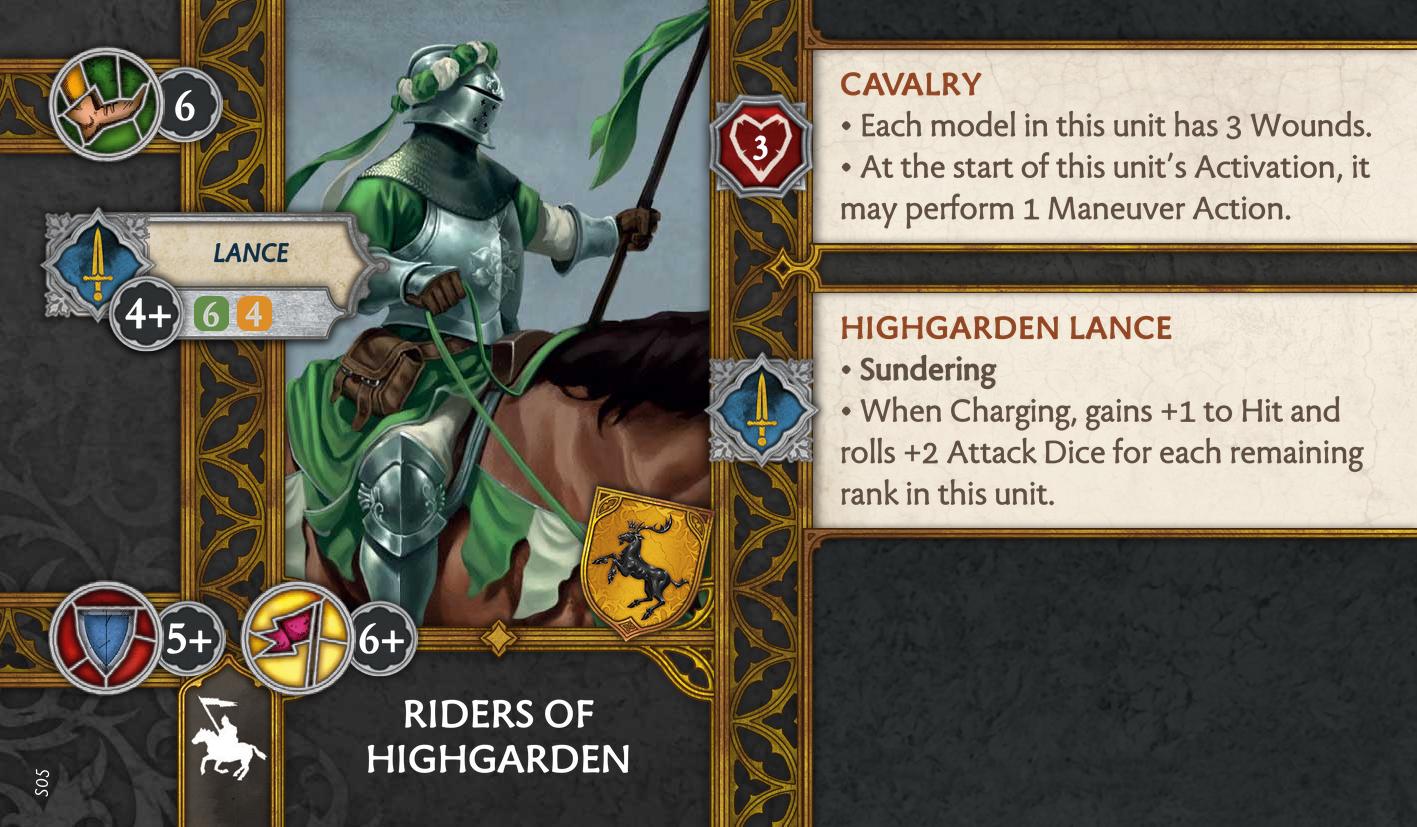 6
LANCE
4+ 6 4
5+ 6+
RIDERS OF
HIGHGARDEN
S05
3
CAVALRY
• Each model in this unit has 3 Wounds.
• At the start of this unit's Activation, it
may perform 1 Maneuver Action.
HIGHGARDEN LANCE
• Sundering
• When Charging, gains +1 to Hit and
rolls +2 Attack Dice for each remaining
rank in this unit.